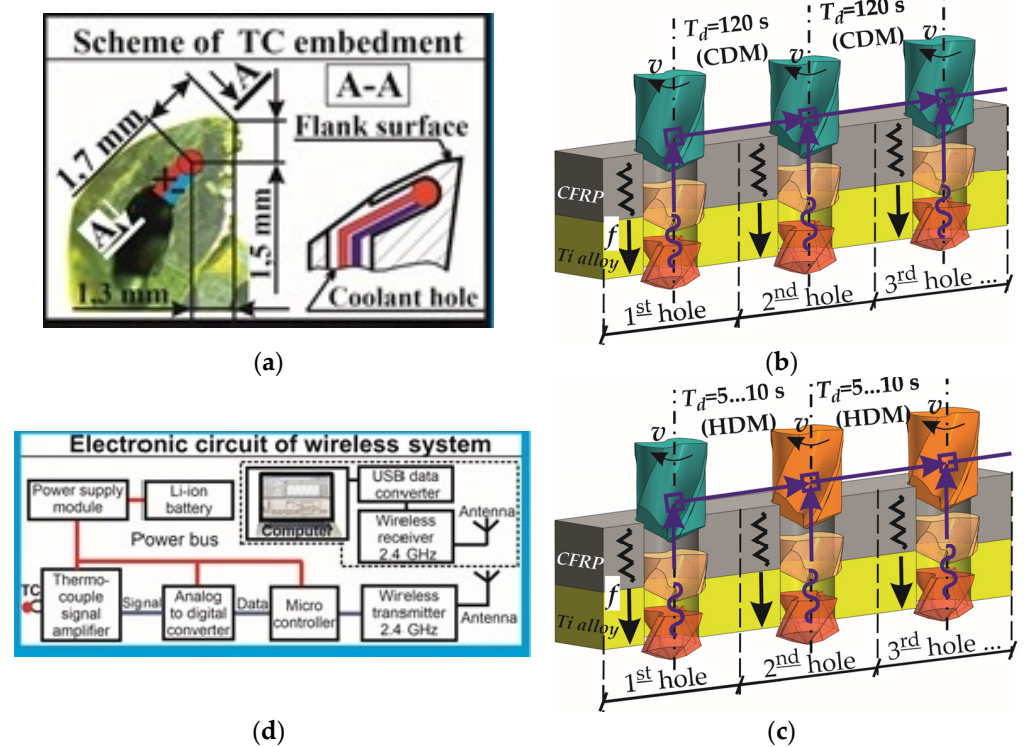 Scheme of TC embedment
A
A-A
Flank surface
1,7 mm
+
-
A
1,5 mm
Coolant hole
1,3 mm
(a)
T_d=120 s
(CDM)
T_d=120 s
(CDM)
v
v
v
CFRP
f
Ti alloy
1st hole
2nd hole
3rd hole ...
(b)
Electronic circuit of wireless system
Power supply
module
Li-ion
battery
Computer
USB data
converter
Wireless
receiver
2.4 GHz
Antenna
Power bus
TC
Thermo-
couple
signal
amplifier
Signal
Analog
to digital
converter
Data
Micro
controller
Wireless
transmitter
2.4 GHz
Antenna
(d)
T_d=5...10 s
(HDM)
T_d=5...10 s
(HDM)
v
v
v
CFRP
f
Ti alloy
1st hole
2nd hole
3rd hole ...
(c)